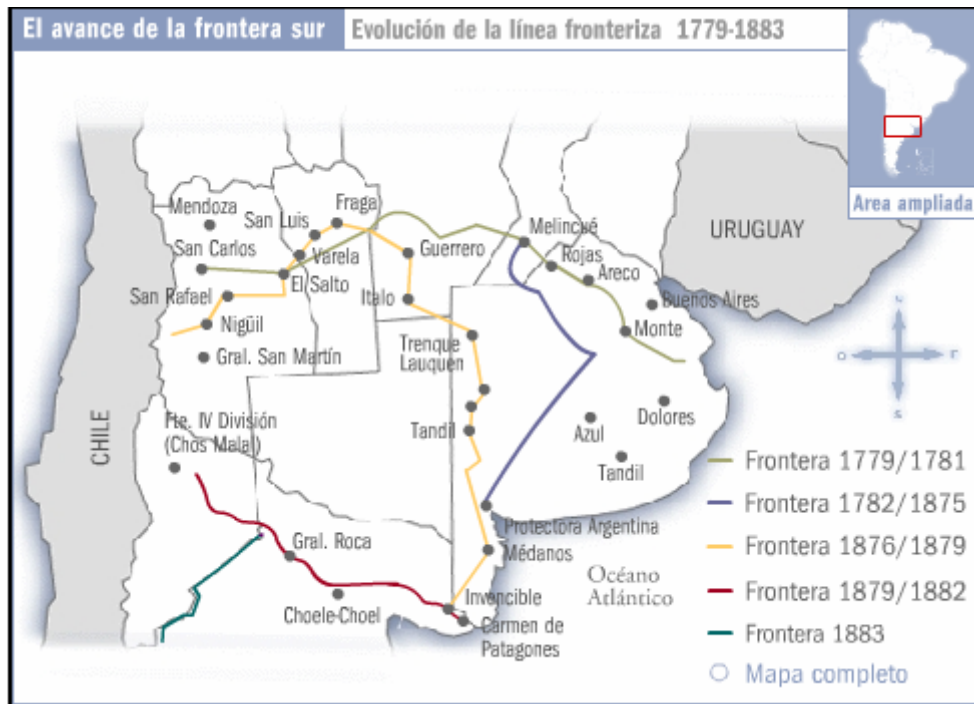 El avance de la frontera sur
Evolución de la línea fronteriza 1779-1883
Area ampliada
Mendoza
San Luis
Fraga
San Carlos
Varela
Guerrero
Melincké
Rojas
Areco
URUGUAY
El Salto
San Rafael
Italo
Buenos Aires
Nigüil
Monte
Gral. San Martín
Trenque
Lauquen
Dolores
Azul
Tandil
Tandil
Fte. IV División
(Chos Malal)
CHILE
Protectora Argentina
Gral. Roca
Médanos
Océano
Atlántico
Choele-Choel
Invencible
Carmen de
Patagones
o
s
Frontera 1779/1781
Frontera 1782/1875
Frontera 1876/1879
Frontera 1879/1882
Frontera 1883
Mapa completo